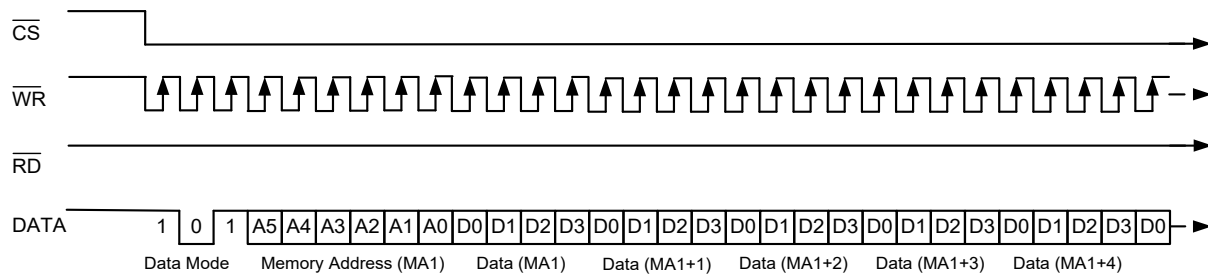 CS
WR
RD
DATA 1 0 1 A5 A4 A3 A2 A1 A0 D0 D1 D2 D3 D0 D1 D2 D3 D0 D1 D2 D3 D0 D1 D2 D3 D0 D1 D2 D3 D0
Data Mode Memory Address (MA1) Data (MA1) Data (MA1+1) Data (MA1+2) Data (MA1+3) Data (MA1+4)